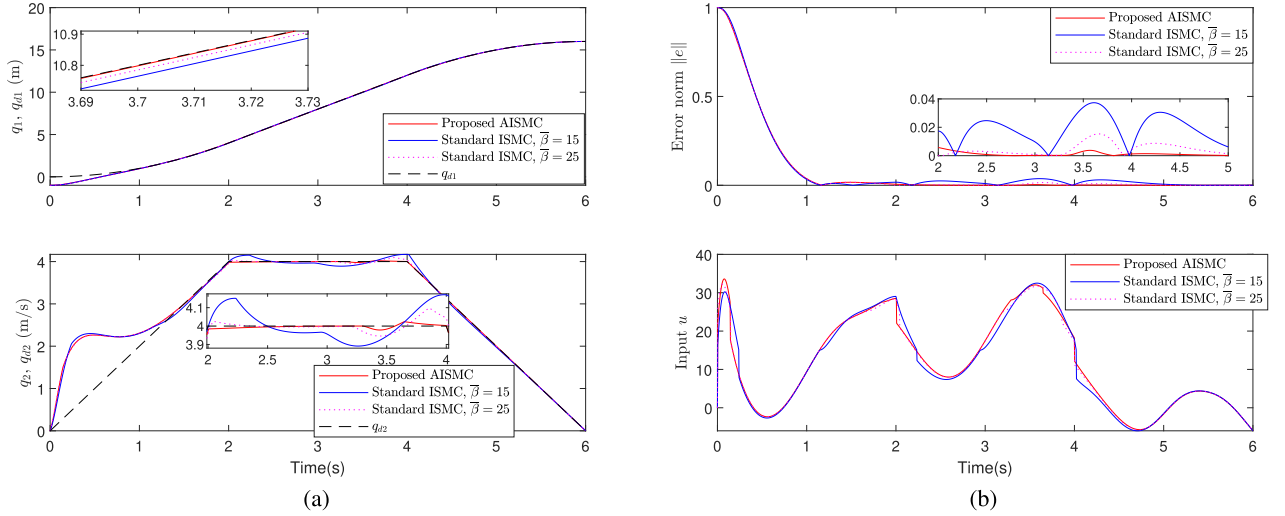 20
15
10
5
0
q1, qd1 (m)
10.9
10.8
3.69 3.7 3.71 3.72 3.73
Proposed AISMC
Standard ISMC, β̅ = 15
Standard ISMC, β̅ = 25
qd1
0 1 2 3 4 5 6
4
3
2
1
0
q2, qd2 (m/s)
4.1
4
3.9
2 2.5 3 3.5 4
Proposed AISMC
Standard ISMC, β̅ = 15
Standard ISMC, β̅ = 25
qd2
0 1 2 3 4 5 6
Time(s)
(a)
1
0.5
0
Error norm ||e||
Proposed AISMC
Standard ISMC, β̅ = 15
Standard ISMC, β̅ = 25
0.04
0.02
0
2 2.5 3 3.5 4 4.5 5
0 1 2 3 4 5 6
40
30
20
10
0
Input u
Proposed AISMC
Standard ISMC, β̅ = 15
Standard ISMC, β̅ = 25
0 1 2 3 4 5 6
Time(s)
(b)